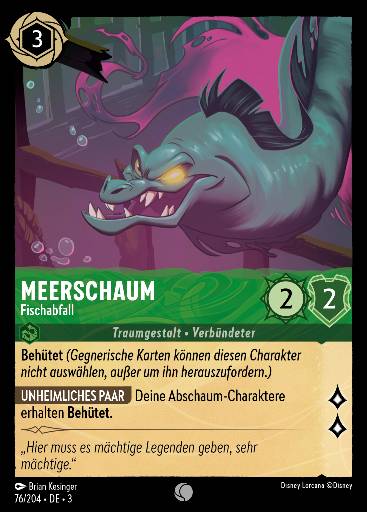 3
MEERSCHAUM
Fischabfall
2
2
Traumgestalt • Verbündeter
Behütet (Gegnerische Karten können diesen Charakter
nicht auswählen, außer um ihn herauszufordern.)
UNHEIMLICHES PAAR Deine Abschaum-Charaktere
erhalten Behütet.
„Hier muss es mächtige Legenden geben, sehr
mächtige.“
Brian Kesinger
Disney Lorcana ©Disney
76/204 • DE • 3